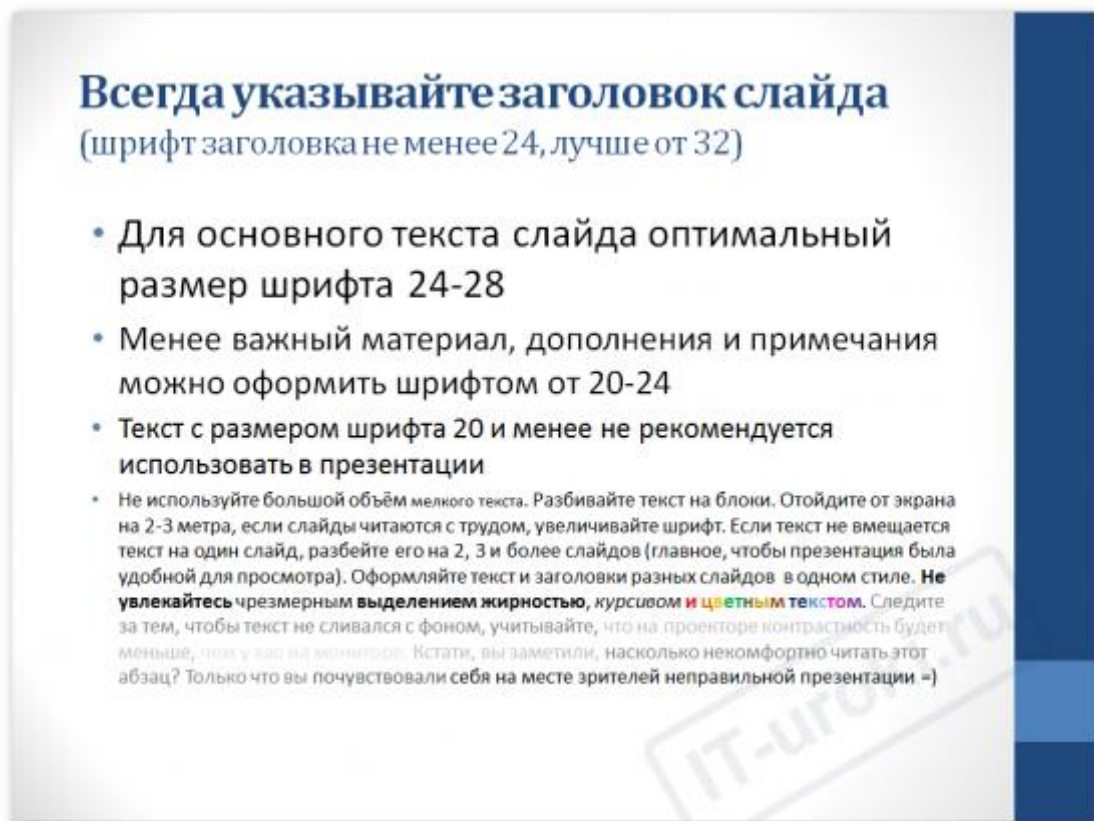 Всегда указывайте заголовок слайда
(шрифт заголовка не менее 24, лучше от 32)
• Для основного текста слайда оптимальный
размер шрифта 24-28
• Менее важный материал, дополнения и примечания
можно оформить шрифтом от 20-24
• Текст с размером шрифта 20 и менее не рекомендуется
использовать в презентации
• Не используйте большой объём мелкого текста. Разбивайте текст на блоки. Отойдите от экрана
на 2-3 метра, если слайды читаются с трудом, увеличивайте шрифт. Если текст не вмещается
текст на один слайд, разбейте его на 2, 3 и более слайдов (главное, чтобы презентация была
удобной для просмотра). Оформляйте текст и заголовки разных слайдов в одном стиле. Не
увлекайтесь чрезмерным выделением жирностью, курсивом и цветным текстом. Следите
за тем, чтобы текст не сливался с фоном, учитывайте, что на проекторе контрастность будет
меньше, чем у вас на мониторе. Кстати, вы заметили, насколько некомфортно читать этот
абзац? Только что вы почувствовали себя на месте зрителей неправильной презентации =)
IT-uroki.ru